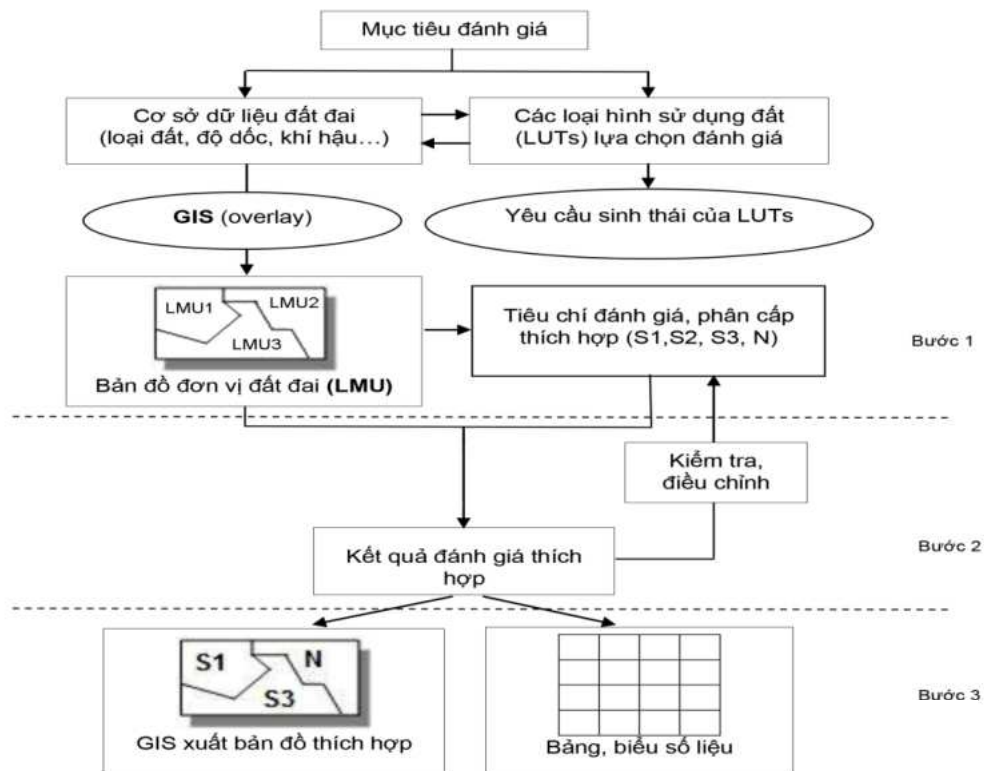 Mục tiêu đánh giá
Cơ sở dữ liệu đất đai
(loại đất, độ dốc, khí hậu…)
Các loại hình sử dụng đất
(LUTs) lựa chọn đánh giá
GIS (overlay)
Yêu cầu sinh thái của LUTs
LMU1
LMU2
LMU3
Bản đồ đơn vị đất đai (LMU)
Tiêu chí đánh giá, phân cấp
thích hợp (S1,S2, S3, N)
Bước 1
Kiểm tra,
điều chỉnh
Kết quả đánh giá thích
hợp
Bước 2
S1
N
S3
GIS xuất bản đồ thích hợp
Bảng, biểu số liệu
Bước 3